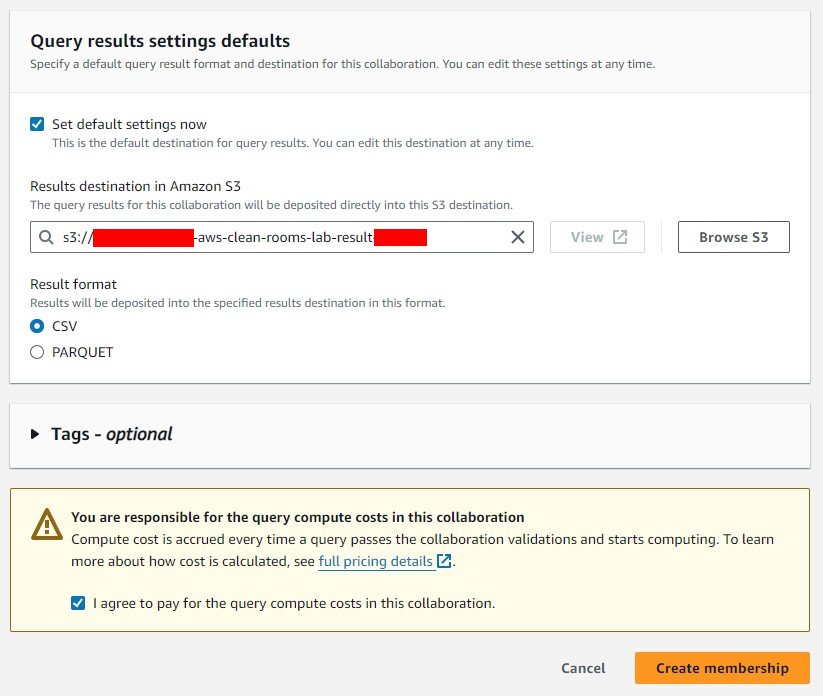 Query results settings defaults
Specify a default query result format and destination for this collaboration. You can edit these settings at any time.
Set default settings now
This is the default destination for query results. You can edit this destination at any time.
Results destination in Amazon S3
The query results for this collaboration will be deposited directly into this S3 destination.
s3:// -aws-clean-rooms-lab-result-
View
Browse S3
Result format
Results will be deposited into the specified results destination in this format.
CSV
PARQUET
Tags - optional
You are responsible for the query compute costs in this collaboration
Compute cost is accrued every time a query passes the collaboration validations and starts computing. To learn
more about how cost is calculated, see full pricing details.
I agree to pay for the query compute costs in this collaboration.
Cancel
Create membership